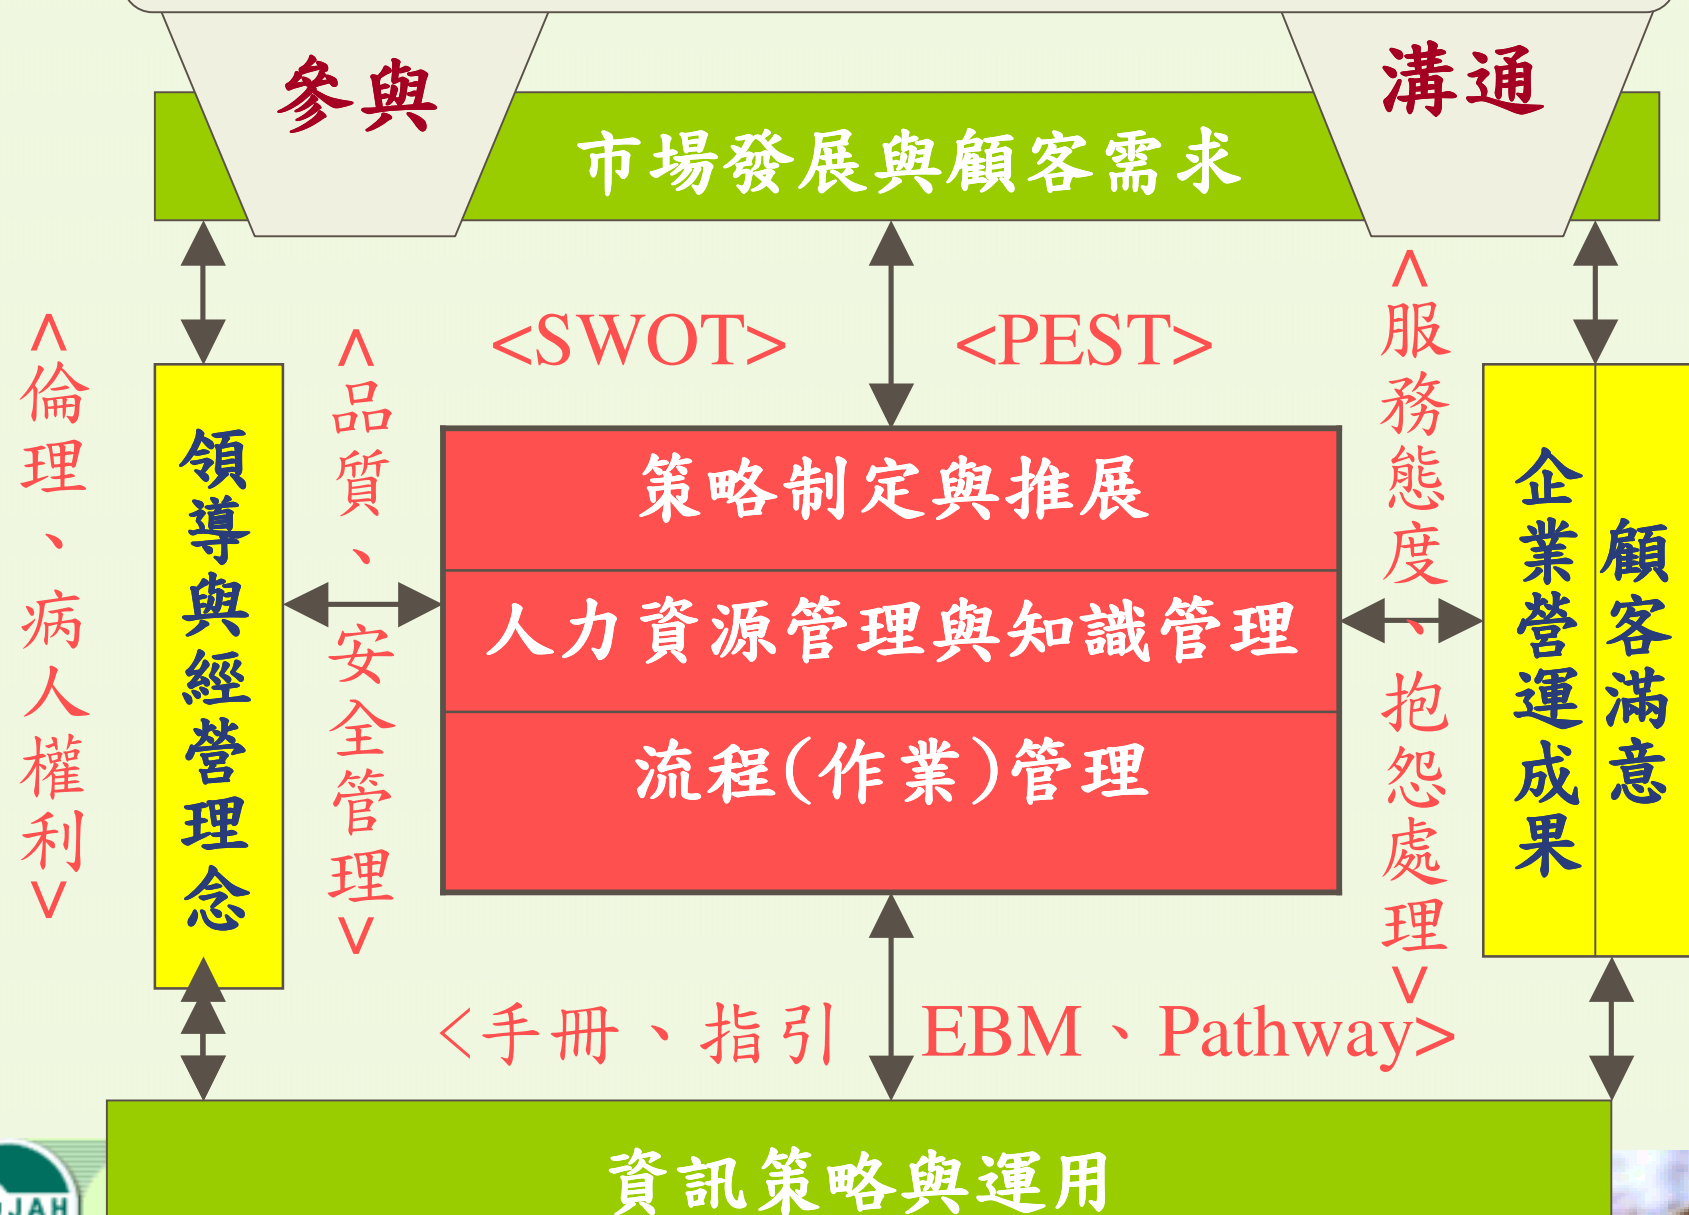 參與
溝通
市場發展與顧客需求
<SWOT>
<PEST>
<倫理、病人權利>
領導與經營理念
<品質、安全管理>
策略制定與推展
人力資源管理與知識管理
流程(作業)管理
<服務態度、抱怨處理>
企業營運成果
顧客滿意
<手冊、指引
EBM、Pathway>
資訊策略與運用
JAH